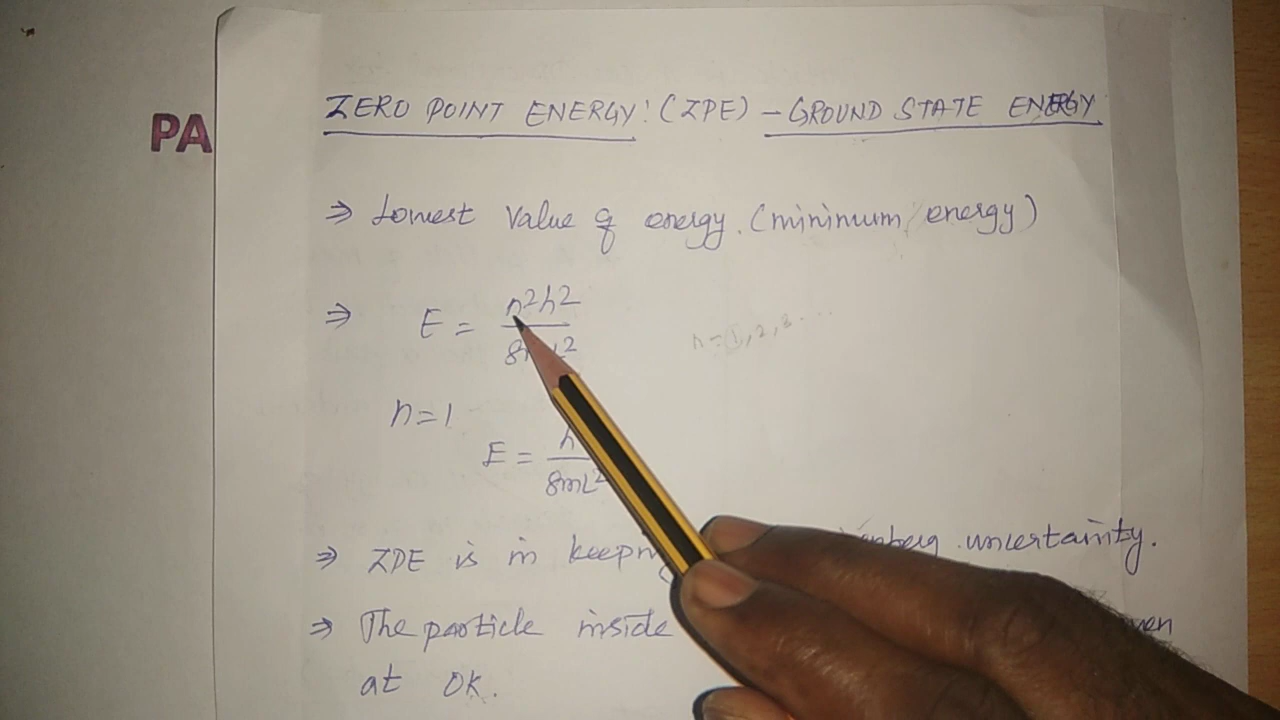 PA
ZERO POINT ENERGY: (ZPE) – GROUND STATE ENERGY
⇒ Lowest value of energy. (minimum energy)
⇒ E = n²h²
n = 1, 2, 3 ....
n=1
E =
8mL²
⇒ ZPE is in uncertainty.
⇒ The particle inside
at 0K.